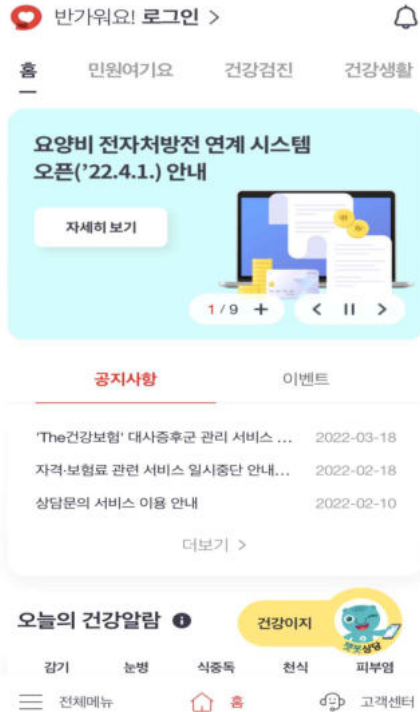 반가워요! 로그인 >
홈 민원여기요 건강검진 건강생활
요양비 전자처방전 연계 시스템
오픈('22.4.1.) 안내
자세히 보기
1 / 9 +
공지사항 이벤트
'The건강보험' 대사증후군 관리 서비스 ... 2022-03-18
자격·보험료 관련 서비스 일시중단 안내... 2022-02-18
상담문의 서비스 이용 안내 2022-02-10
더보기 >
오늘의 건강알람
건강이지
챗봇상담
감기 눈병 식중독 천식 피부염
전체메뉴 홈 고객센터